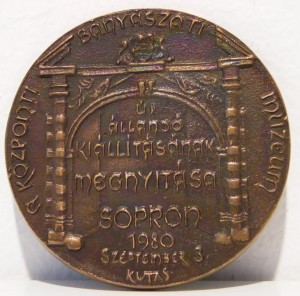 A KÖZPONTI BÁNYÁSZATI MÚZEUM
ÚJ
ÁLLANDÓ
KIÁLLÍTÁSÁNAK
MEGNYITÁSA
SOPRON
1980
SZEPTEMBER 3.
KUTAS